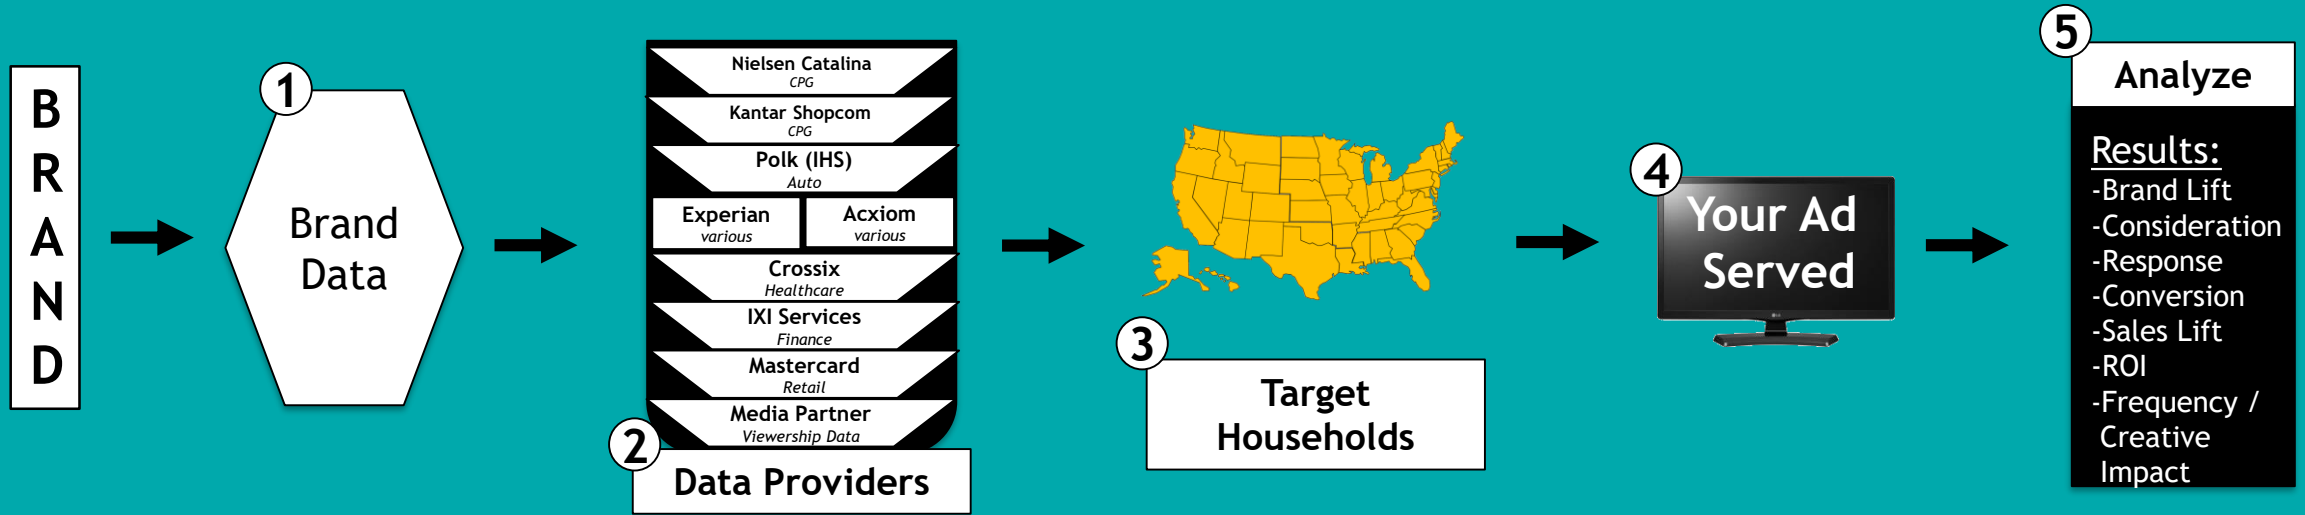 BRAND
1
Brand
Data
Nielsen Catalina
CPG
Kantar Shopcom
CPG
Polk (IHS)
Auto
Experian
various
Acxiom
various
Crossix
Healthcare
IXI Services
Finance
Mastercard
Retail
Media Partner
Viewership Data
2
Data Providers
3
Target
Households
4
Your Ad
Served
LG
5
Analyze
Results:
-Brand Lift
-Consideration
-Response
-Conversion
-Sales Lift
-ROI
-Frequency /
Creative
Impact